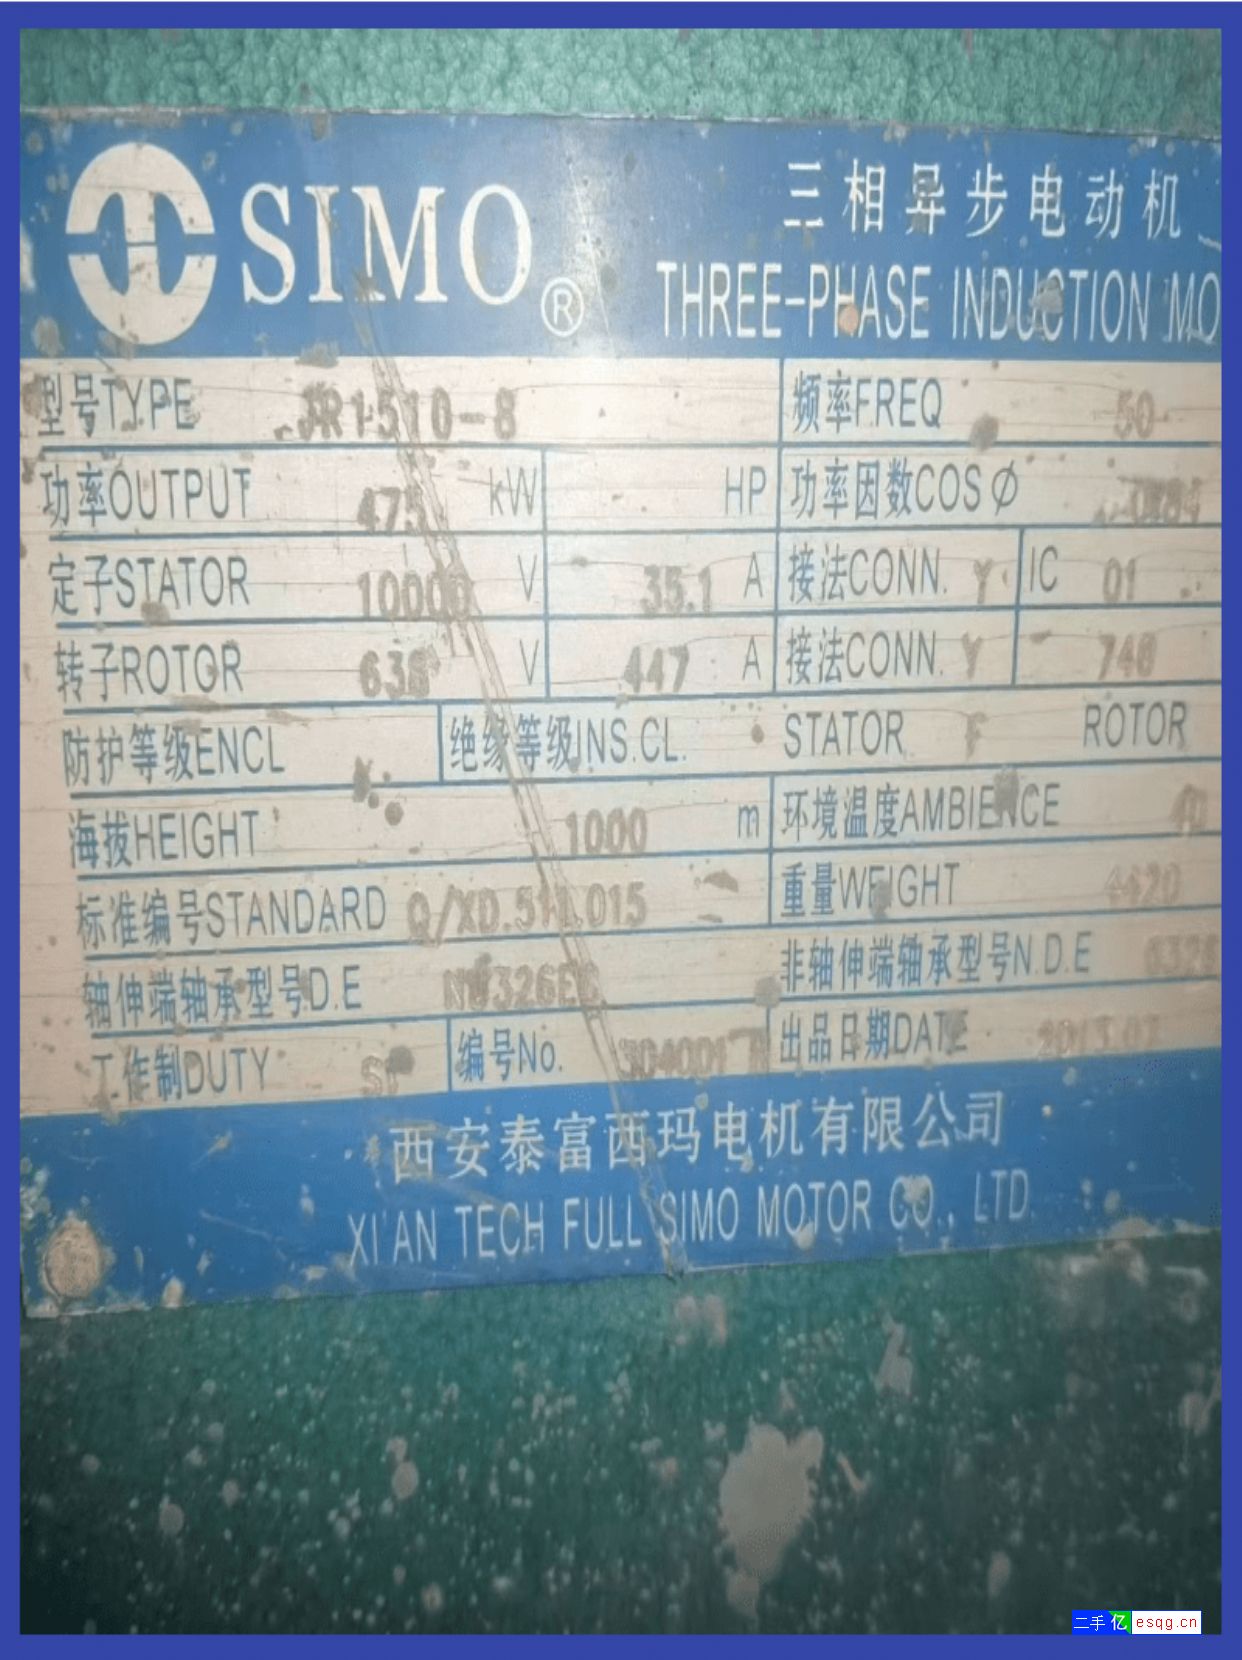 SIMO ® 三相异步电动机
THREE-PHASE INDUCTION MO
型号TYPE JR1510-8 频率FREQ 50
功率OUTPUT 475 kW HP 功率因数COSØ
定子STATOR 10000 V 35.1 A 接法CONN. Y IC 01
转子ROTOR V 447 A 接法CONN. Y 740
防护等级ENCL 绝缘等级INS.CL. STATOR F ROTOR
海拔HEIGHT 1000 m 环境温度AMBIENCE 40
标准编号STANDARD Q/XD.511.015 重量WEIGHT 4420
轴伸端轴承型号D.E NU326EC 非轴伸端轴承型号N.D.E
工作制DUTY S1 编号No. 出品日期DATE 2013.07
西安泰富西玛电机有限公司
XI'AN TECH FULL SIMO MOTOR CO., LTD.
二手亿 esqg.cn